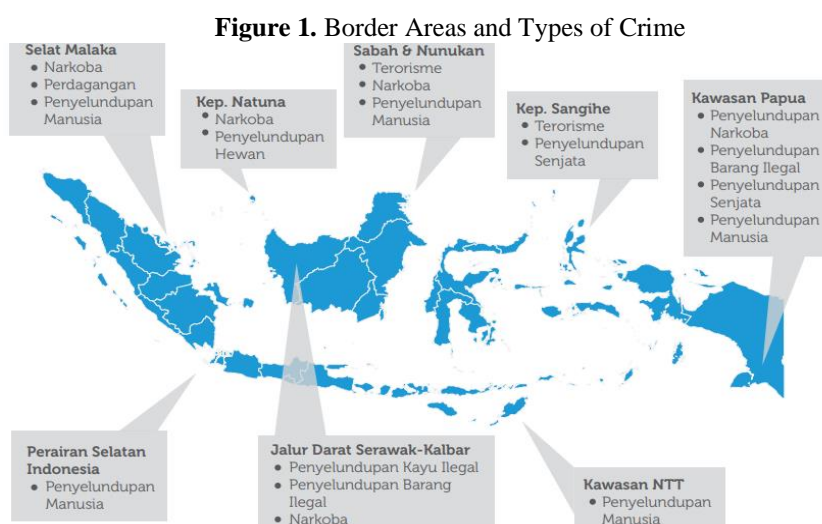 Figure 1. Border Areas and Types of Crime
Selat Malaka
• Narkoba
• Perdagangan
• Penyelundupan
Manusia
Kep. Natuna
• Narkoba
• Penyelundupan
Hewan
Sabah & Nunukan
• Terorisme
• Narkoba
• Penyelundupan
Manusia
Kep. Sangihe
• Terorisme
• Penyelundupan
Senjata
Kawasan Papua
• Penyelundupan
Narkoba
• Penyelundupan
Barang Ilegal
• Penyelundupan
Senjata
• Penyelundupan
Manusia
Perairan Selatan
Indonesia
• Penyelundupan
Manusia
Jalur Darat Serawak-Kalbar
• Penyelundupan Kayu Ilegal
• Penyelundupan Barang
Ilegal
• Narkoba
Kawasan NTT
• Penyelundupan
Manusia